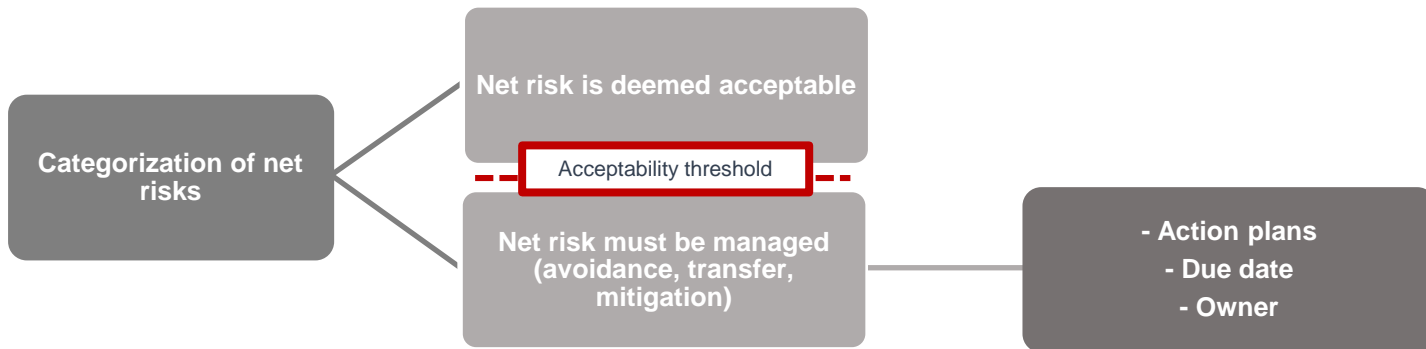 Net risk is deemed acceptable
Categorization of net
risks
Acceptability threshold
Net risk must be managed
(avoidance, transfer,
mitigation)
- Action plans
- Due date
- Owner